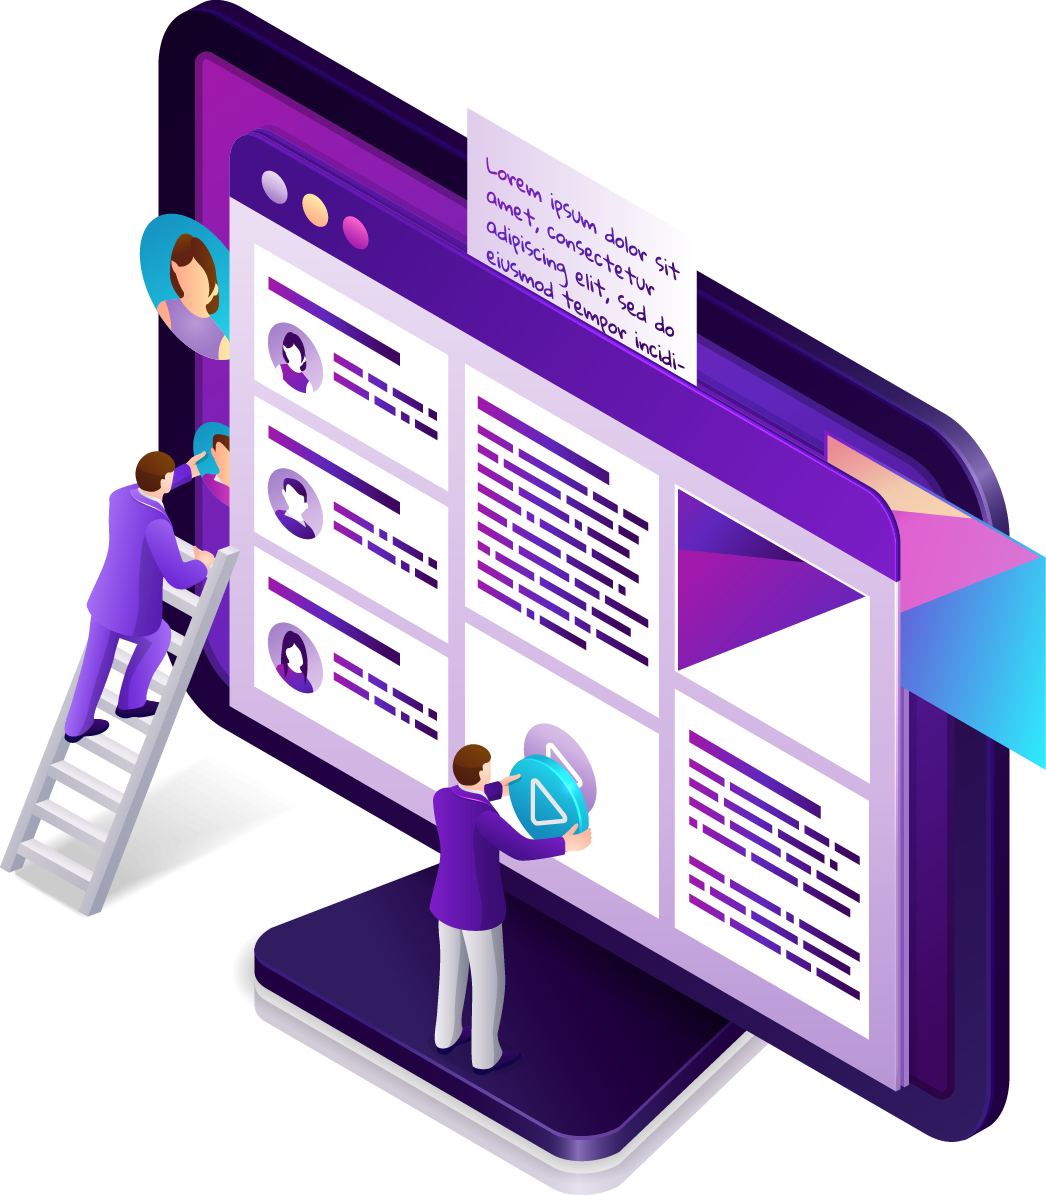 Lorem ipsum dolor sit
amet, consectetur
adipiscing elit, sed do
eiusmod tempor incidi-